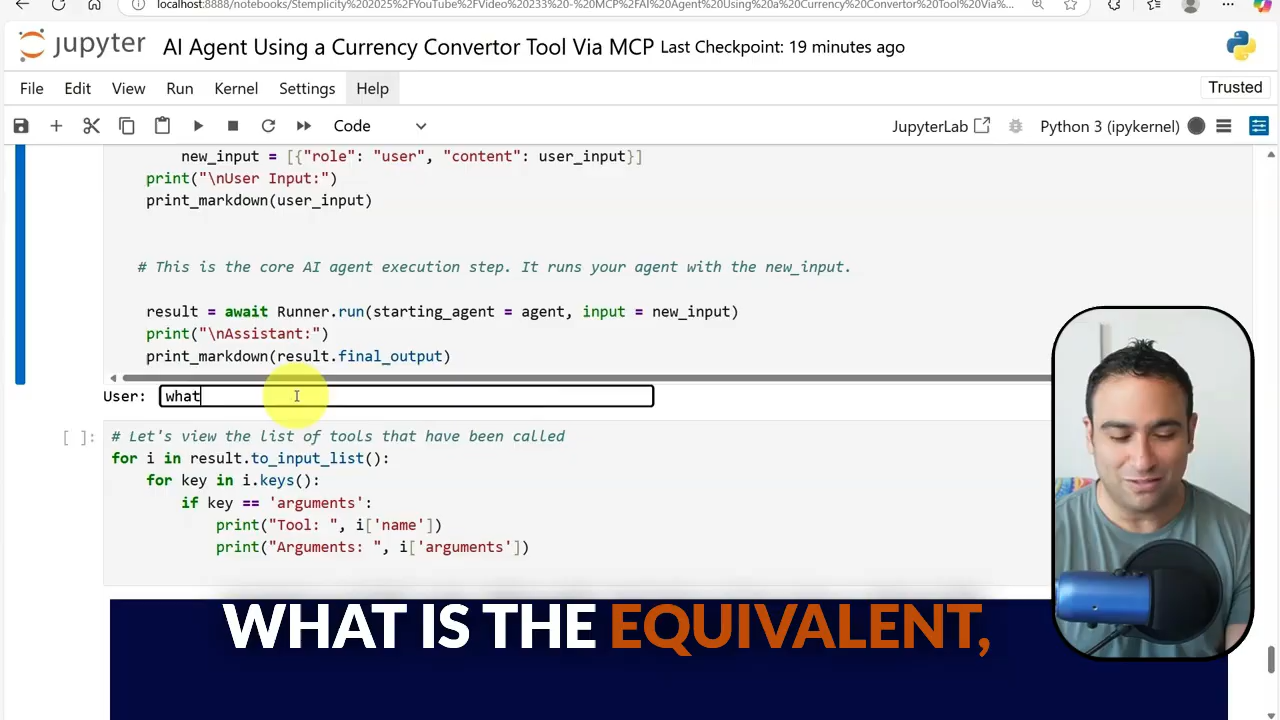 localhost:8888/notebooks/Stemplicity%202025%2FYouTube%2FVideo%233%20-%20MCP%2FAI%20Agent%20Using%20a%20Currency%20Convertor%20Tool%20Via%...
jupyter AI Agent Using a Currency Convertor Tool Via MCP Last Checkpoint: 19 minutes ago
File Edit View Run Kernel Settings Help Trusted
Code JupyterLab Python 3 (ipykernel)
new_input = [{"role": "user", "content": user_input}]
print("\nUser Input:")
print_markdown(user_input)
# This is the core AI agent execution step. It runs your agent with the new_input.
result = await Runner.run(starting_agent = agent, input = new_input)
print("\nAssistant:")
print_markdown(result.final_output)
User: what
[ ]: # Let's view the list of tools that have been called
for i in result.to_input_list():
for key in i.keys():
if key == 'arguments':
print("Tool: ", i['name'])
print("Arguments: ", i['arguments'])
WHAT IS THE EQUIVALENT,